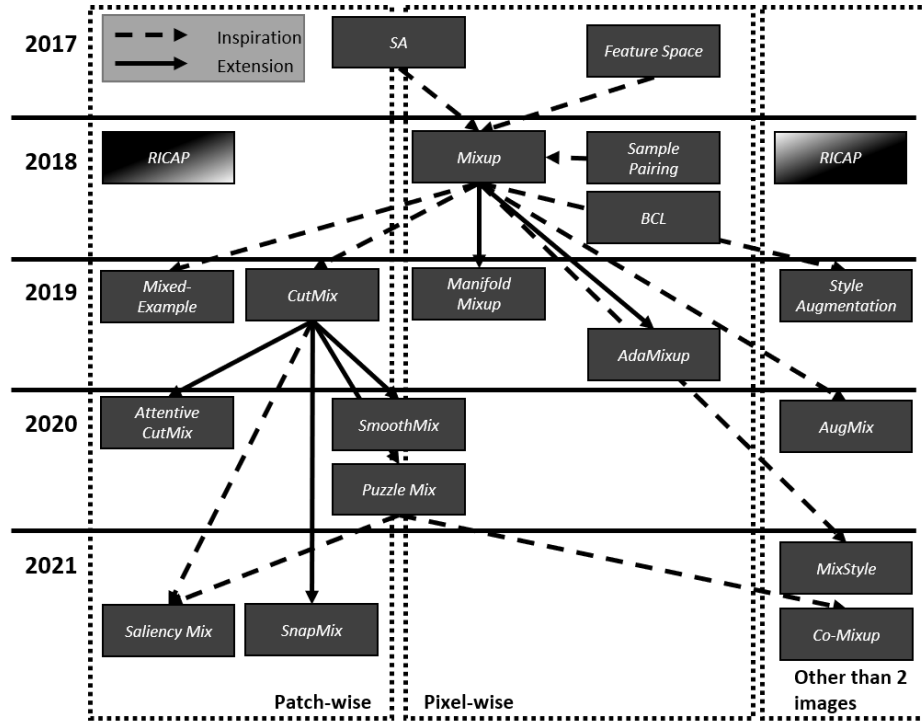 2017
Inspiration
Extension
SA
Feature Space
2018
RICAP
Mixup
Sample
Pairing
RICAP
BCL
2019
Mixed-
Example
CutMix
Manifold
Mixup
Style
Augmentation
AdaMixup
2020
Attentive
CutMix
SmoothMix
AugMix
Puzzle Mix
2021
MixStyle
Saliency Mix
SnapMix
Co-Mixup
Patch-wise
Pixel-wise
Other than 2
images